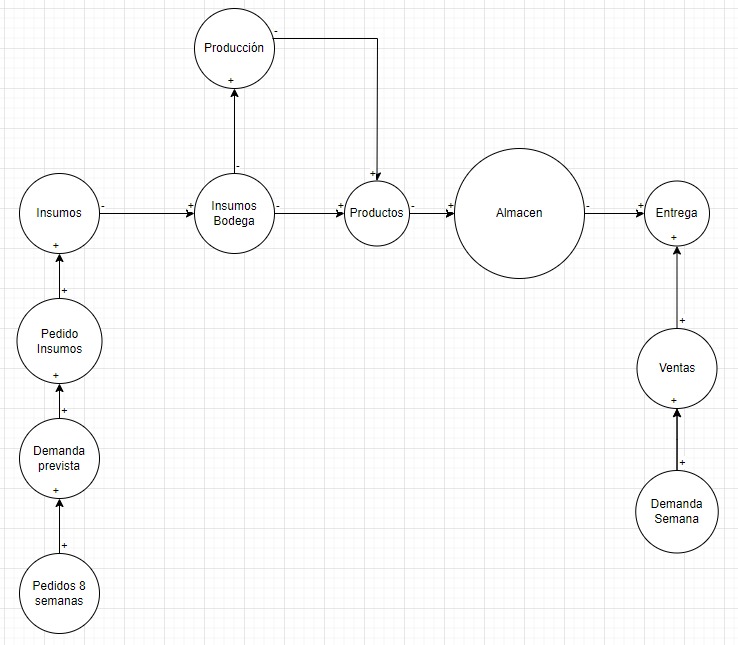 Producción
-
+
-
Insumos
-
+
+
Insumos
Bodega
-
+
+
Productos
-
+
Almacen
-
+
Entrega
+
+
Pedido
Insumos
+
+
Ventas
+
+
Demanda
prevista
+
+
Demanda
Semana
Pedidos 8
semanas
+